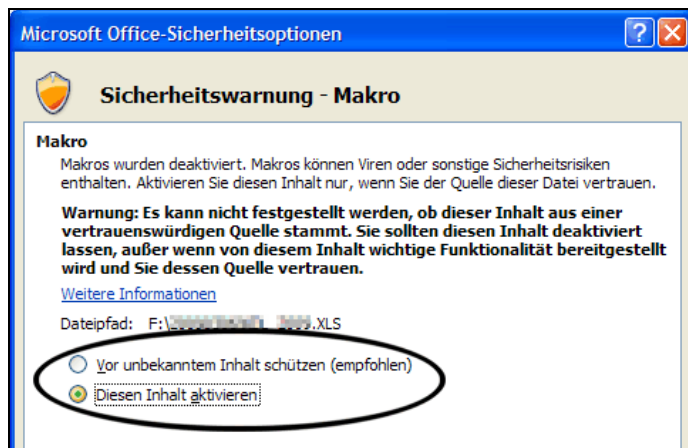 Microsoft Office-Sicherheitsoptionen
Sicherheitswarnung - Makro
Makro
Makros wurden deaktiviert. Makros können Viren oder sonstige Sicherheitsrisiken
enthalten. Aktivieren Sie diesen Inhalt nur, wenn Sie der Quelle dieser Datei vertrauen.
Warnung: Es kann nicht festgestellt werden, ob dieser Inhalt aus einer
vertrauenswürdigen Quelle stammt. Sie sollten diesen Inhalt deaktiviert
lassen, außer wenn von diesem Inhalt wichtige Funktionalität bereitgestellt
wird und Sie dessen Quelle vertrauen.
Weitere Informationen
Dateipfad: F:\ .XLS
Vor unbekanntem Inhalt schützen (empfohlen)
Diesen Inhalt aktivieren